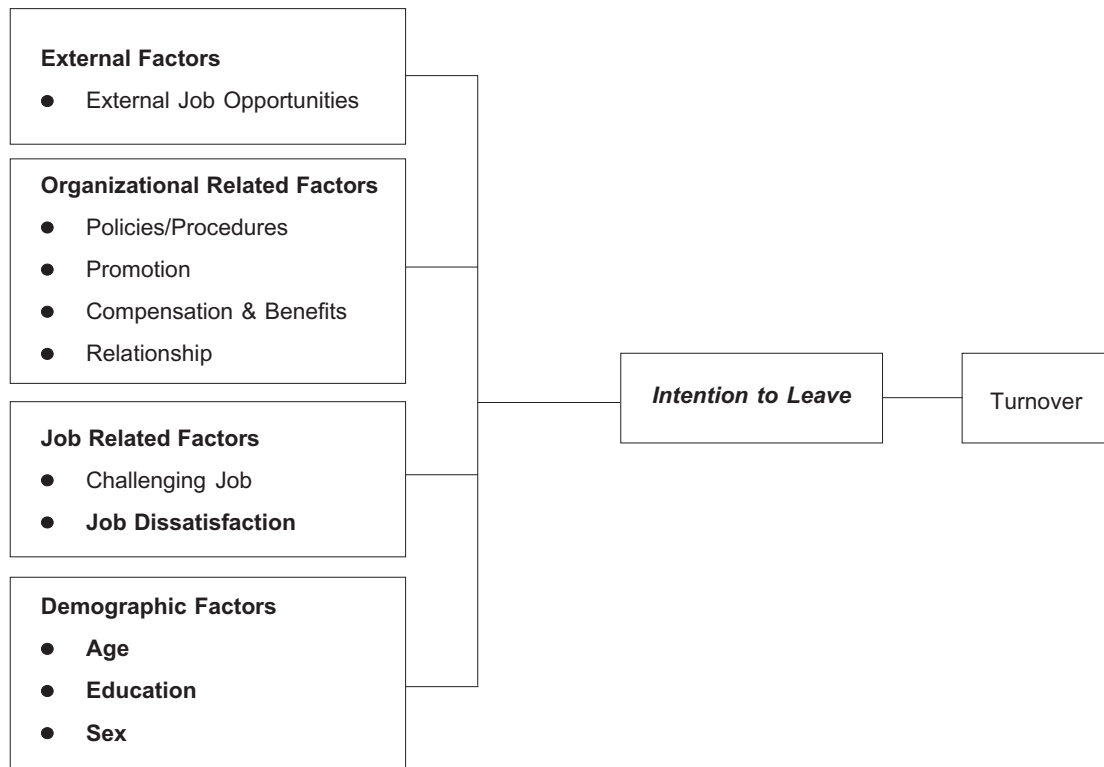 External Factors
● External Job Opportunities
Organizational Related Factors
● Policies/Procedures
● Promotion
● Compensation & Benefits
● Relationship
Job Related Factors
● Challenging Job
● Job Dissatisfaction
Demographic Factors
● Age
● Education
● Sex
Intention to Leave
Turnover